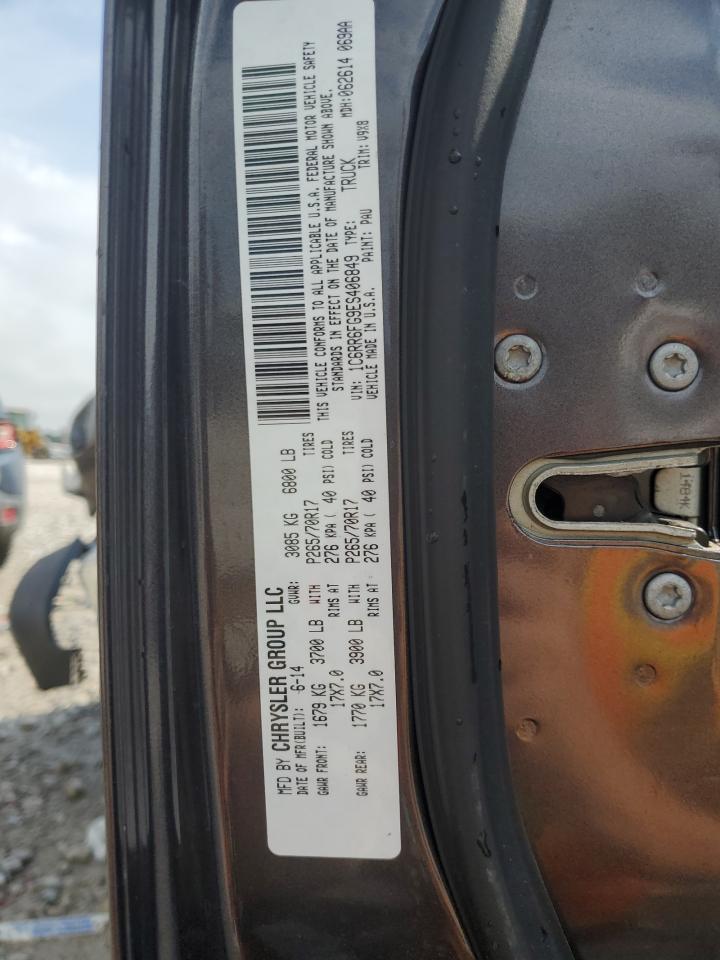 MFD BY CHRYSLER GROUP LLC
DATE OF MFR(BUILT): 6-14 GVWR: 3085 KG 6800 LB
GAWR FRONT: 1679 KG 3700 LB WITH P265/70R17 TIRES
17X7.0 RIMS AT 276 KPA ( 40 PSI) COLD
GAWR REAR: 1770 KG 3900 LB WITH P265/70R17 TIRES
17X7.0 RIMS AT: 276 KPA ( 40 PSI) COLD
THIS VEHICLE CONFORMS TO ALL APPLICABLE U.S.A. FEDERAL MOTOR VEHICLE SAFETY
STANDARDS IN EFFECT ON THE DATE OF MANUFACTURE SHOWN ABOVE.
VIN: 1C6RR6FG9ES406849 TYPE: TRUCK MDH:062614 069AA
VEHICLE MADE IN U.S.A. PAINT: PAU TRIM: V9X8